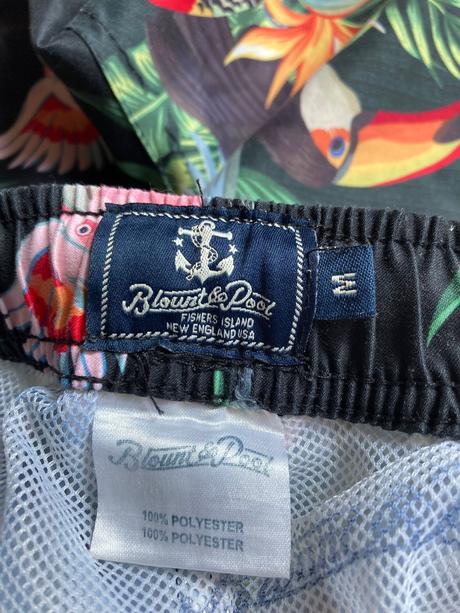 Blount & Pool
FISHERS ISLAND
NEW ENGLAND USA
M
Blount & Pool
100% POLYESTER
100% POLYESTER